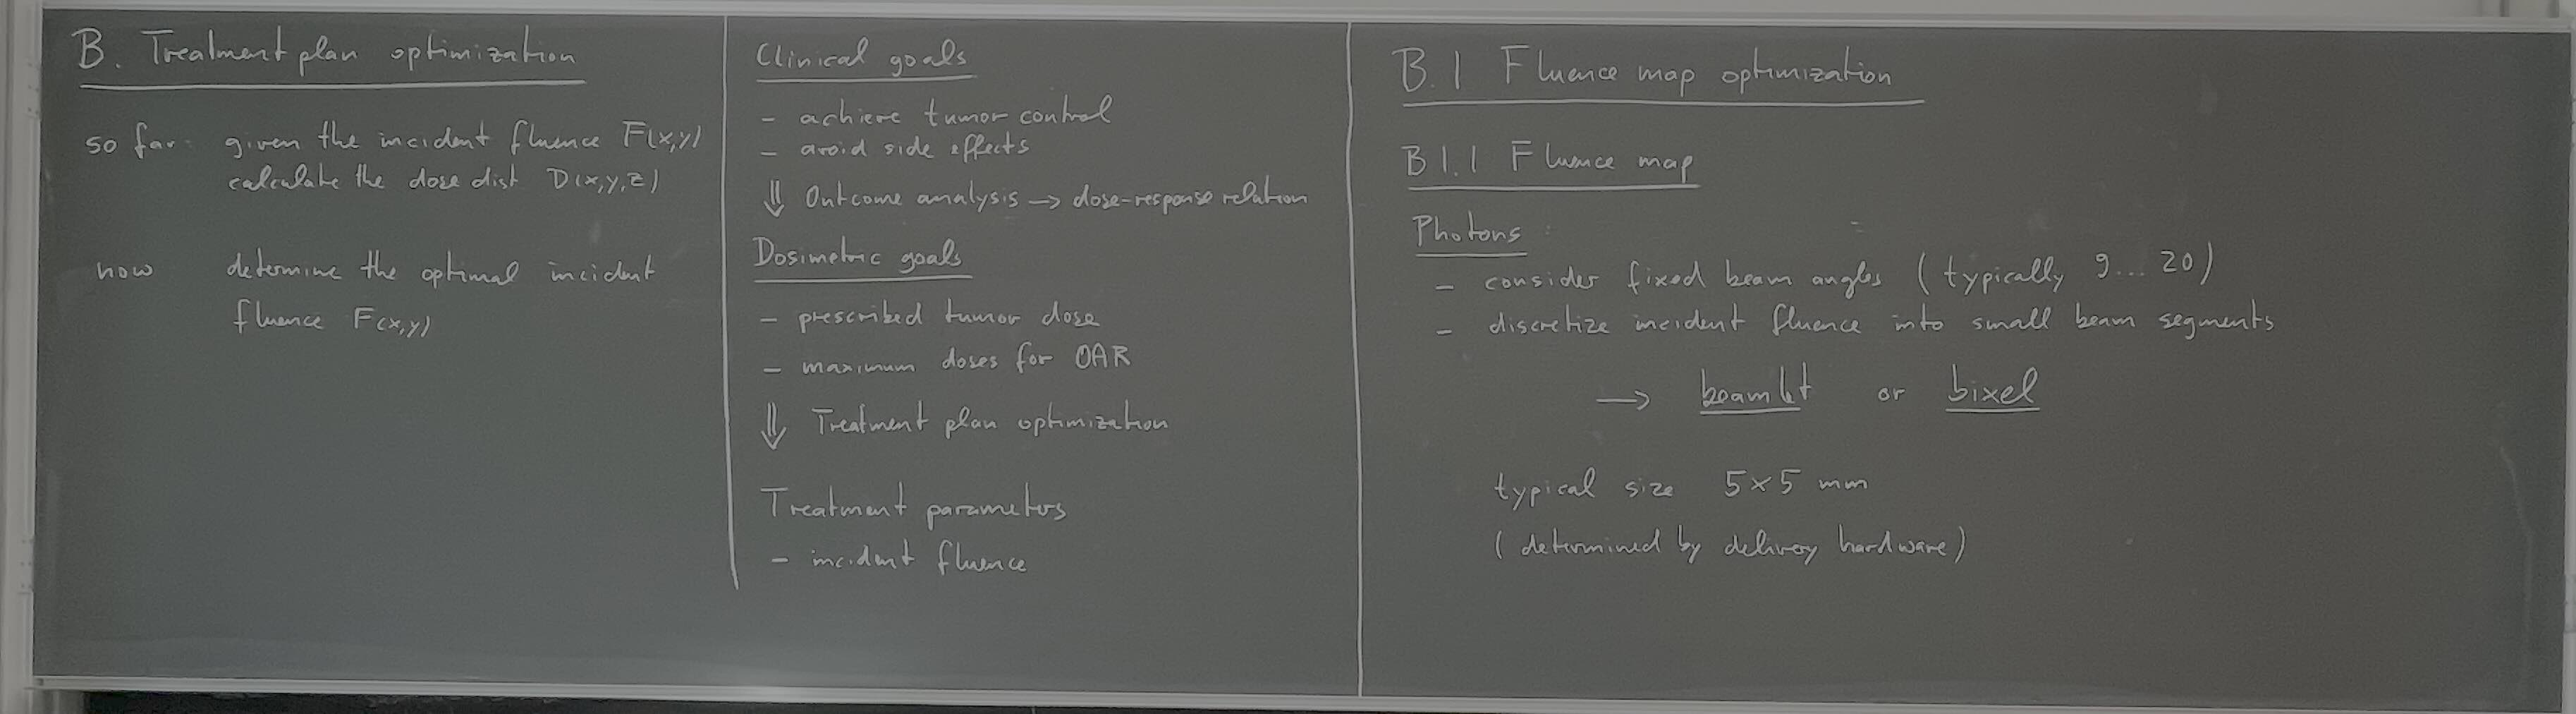 B. Treatment plan optimization
so far: given the incident fluence F(x,y)
calculate the dose dist D(x,y,z)
now determine the optimal incident
fluence F(x,y)
Clinical goals
- achieve tumor control
- avoid side effects
⇓ Outcome analysis → dose-response relation
Dosimetric goals
- prescribed tumor dose
- maximum doses for OAR
⇓ Treatment plan optimization
Treatment parameters
- incident fluence
B.1 Fluence map optimization
B1.1 Fluence map
Photons :
- consider fixed beam angles (typically 9... 20)
- discretize incident fluence into small beam segments
→ beamlet or bixel
typical size 5×5 mm
(determined by delivery hardware)